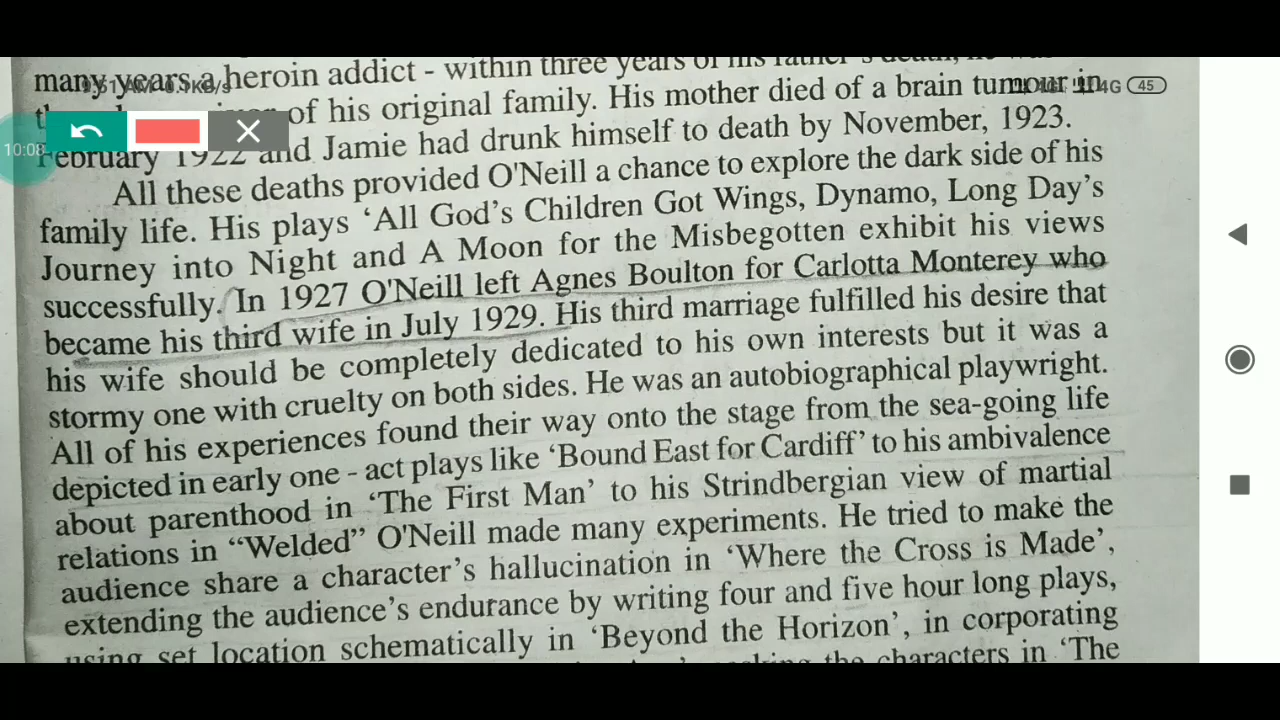 many years a heroin addict - within three years of his father's death, he was
of his original family. His mother died of a brain tumour in
February 1922 and Jamie had drunk himself to death by November, 1923.
All these deaths provided O'Neill a chance to explore the dark side of his
family life. His plays ‘All God’s Children Got Wings, Dynamo, Long Day’s
Journey into Night and A Moon for the Misbegotten exhibit his views
successfully. In 1927 O'Neill left Agnes Boulton for Carlotta Monterey who
became his third wife in July 1929. His third marriage fulfilled his desire that
his wife should be completely dedicated to his own interests but it was a
stormy one with cruelty on both sides. He was an autobiographical playwright.
All of his experiences found their way onto the stage from the sea-going life
depicted in early one - act plays like ‘Bound East for Cardiff’ to his ambivalence
about parenthood in ‘The First Man’ to his Strindbergian view of martial
relations in “Welded” O'Neill made many experiments. He tried to make the
audience share a character’s hallucination in ‘Where the Cross is Made’,
extending the audience’s endurance by writing four and five hour long plays,
using set location schematically in ‘Beyond the Horizon’, in corporating
the characters in ‘The
10:08
4G 45